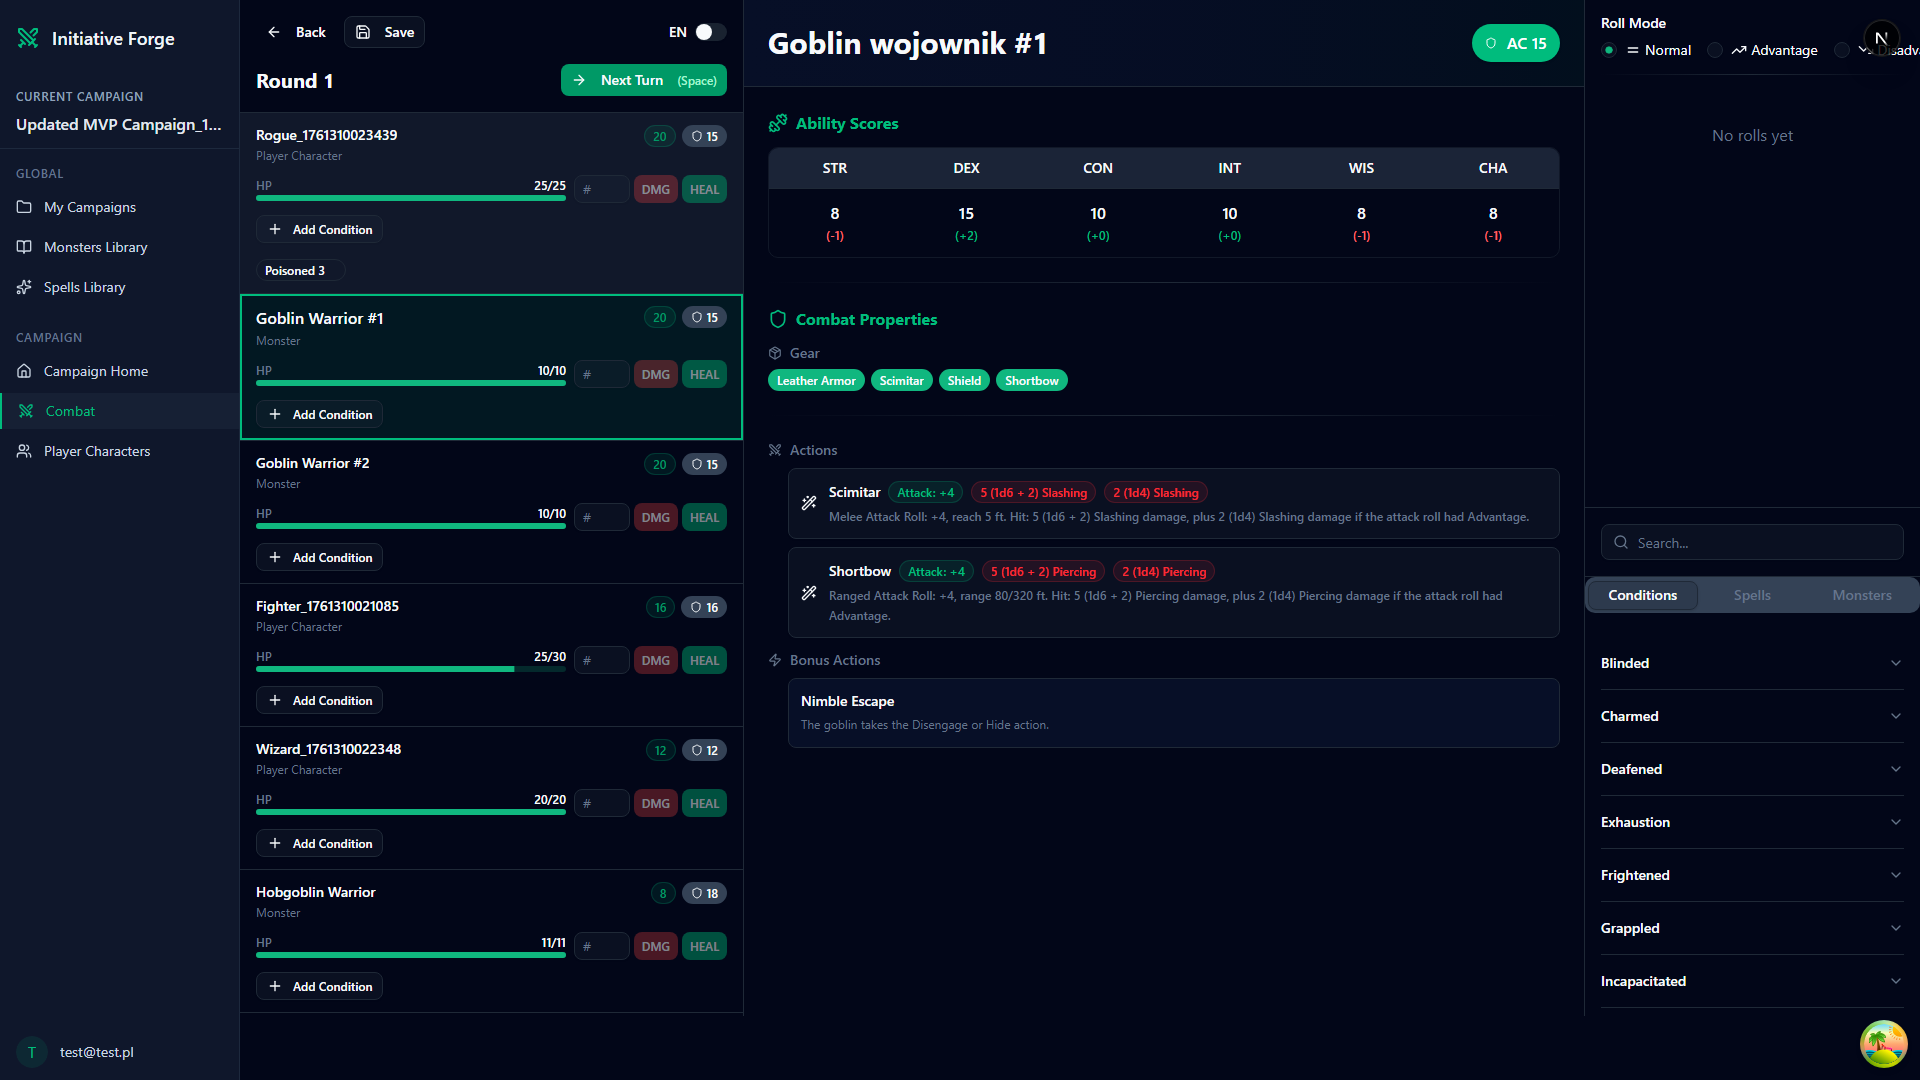 Initiative Forge
CURRENT CAMPAIGN
Updated MVP Campaign_1...
GLOBAL
My Campaigns
Monsters Library
Spells Library
CAMPAIGN
Campaign Home
Combat
Player Characters
T test@test.pl
Back Save EN
Round 1 Next Turn (Space)
Rogue_1761310023439 20 15
Player Character
HP 25/25 # DMG HEAL
Add Condition
Poisoned 3
Goblin Warrior #1 20 15
Monster
HP 10/10 # DMG HEAL
Add Condition
Goblin Warrior #2 20 15
Monster
HP 10/10 # DMG HEAL
Add Condition
Fighter_1761310021085 16 16
Player Character
HP 25/30 # DMG HEAL
Add Condition
Wizard_1761310022348 12 12
Player Character
HP 20/20 # DMG HEAL
Add Condition
Hobgoblin Warrior 8 18
Monster
HP 11/11 # DMG HEAL
Add Condition
Goblin wojownik #1 AC 15
Ability Scores
STR DEX CON INT WIS CHA
8 15 10 10 8 8
(-1) (+2) (+0) (+0) (-1) (-1)
Combat Properties
Gear
Leather Armor Scimitar Shield Shortbow
Actions
Scimitar Attack: +4 5 (1d6 + 2) Slashing 2 (1d4) Slashing
Melee Attack Roll: +4, reach 5 ft. Hit: 5 (1d6 + 2) Slashing damage, plus 2 (1d4) Slashing damage if the attack roll had Advantage.
Shortbow Attack: +4 5 (1d6 + 2) Piercing 2 (1d4) Piercing
Ranged Attack Roll: +4, range 80/320 ft. Hit: 5 (1d6 + 2) Piercing damage, plus 2 (1d4) Piercing damage if the attack roll had
Advantage.
Bonus Actions
Nimble Escape
The goblin takes the Disengage or Hide action.
Roll Mode
Normal Advantage Disadva
N
No rolls yet
Search...
Conditions Spells Monsters
Blinded
Charmed
Deafened
Exhaustion
Frightened
Grappled
Incapacitated